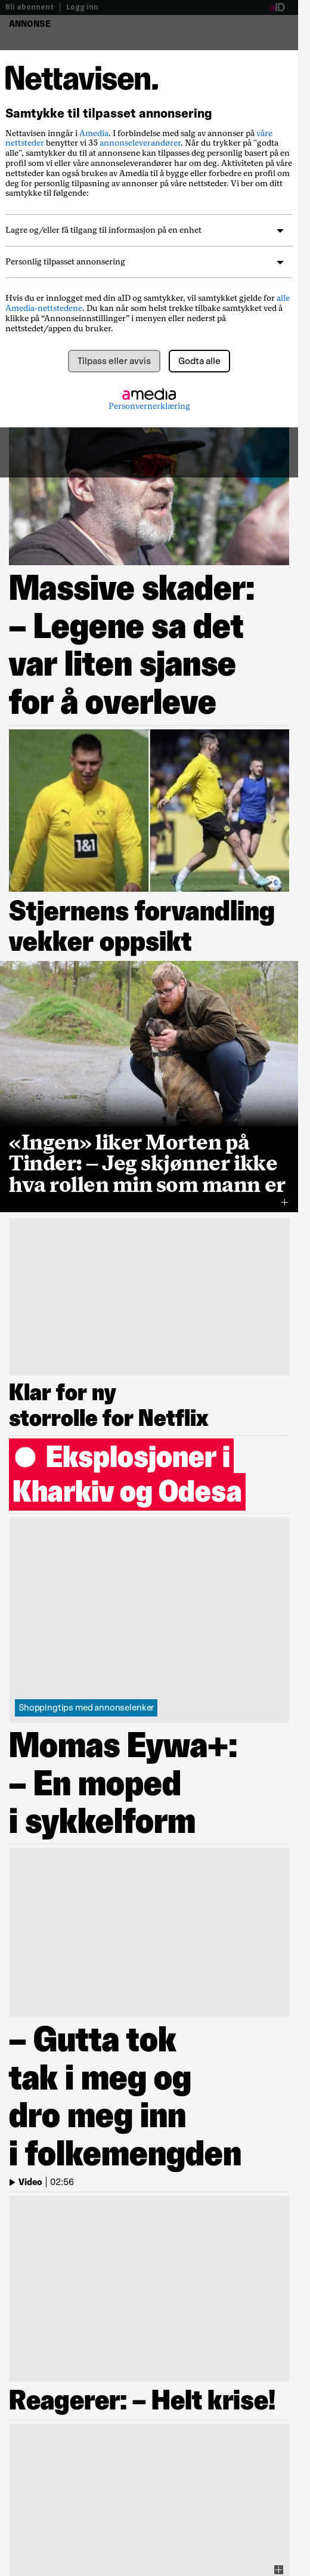 Bli abonnent | Logg inn
aID
ANNONSE
Nettavisen.
Samtykke til tilpasset annonsering
Nettavisen inngår i Amedia. I forbindelse med salg av annonser på våre
nettsteder benytter vi 35 annonseleverandører. Når du trykker på "godta
alle", samtykker du til at annonsene kan tilpasses deg personlig basert på en
profil som vi eller våre annonseleverandører har om deg. Aktiviteten på våre
nettsteder kan også brukes av Amedia til å bygge eller forbedre en profil om
deg for personlig tilpasning av annonser på våre nettsteder. Vi ber om ditt
samtykke til følgende:
Lagre og/eller få tilgang til informasjon på en enhet
Personlig tilpasset annonsering
Hvis du er innlogget med din aID og samtykker, vil samtykket gjelde for alle
Amedia-nettstedene. Du kan når som helst trekke tilbake samtykket ved å
klikke på “Annonseinnstillinger” i menyen eller nederst på
nettstedet/appen du bruker.
Tilpass eller avvis
Godta alle
amedia
Personvernerklæring
Massive skader:
– Legene sa det
var liten sjanse
for å overleve
1&1
Stjernens forvandling
vekker oppsikt
«Ingen» liker Morten på
Tinder: – Jeg skjønner ikke
hva rollen min som mann er
Klar for ny
storrolle for Netflix
Eksplosjoner i
Kharkiv og Odesa
Shoppingtips med annonselenker
Momas Eywa+:
– En moped
i sykkelform
– Gutta tok
tak i meg og
dro meg inn
i folkemengden
Video | 02:56
Reagerer: – Helt krise!